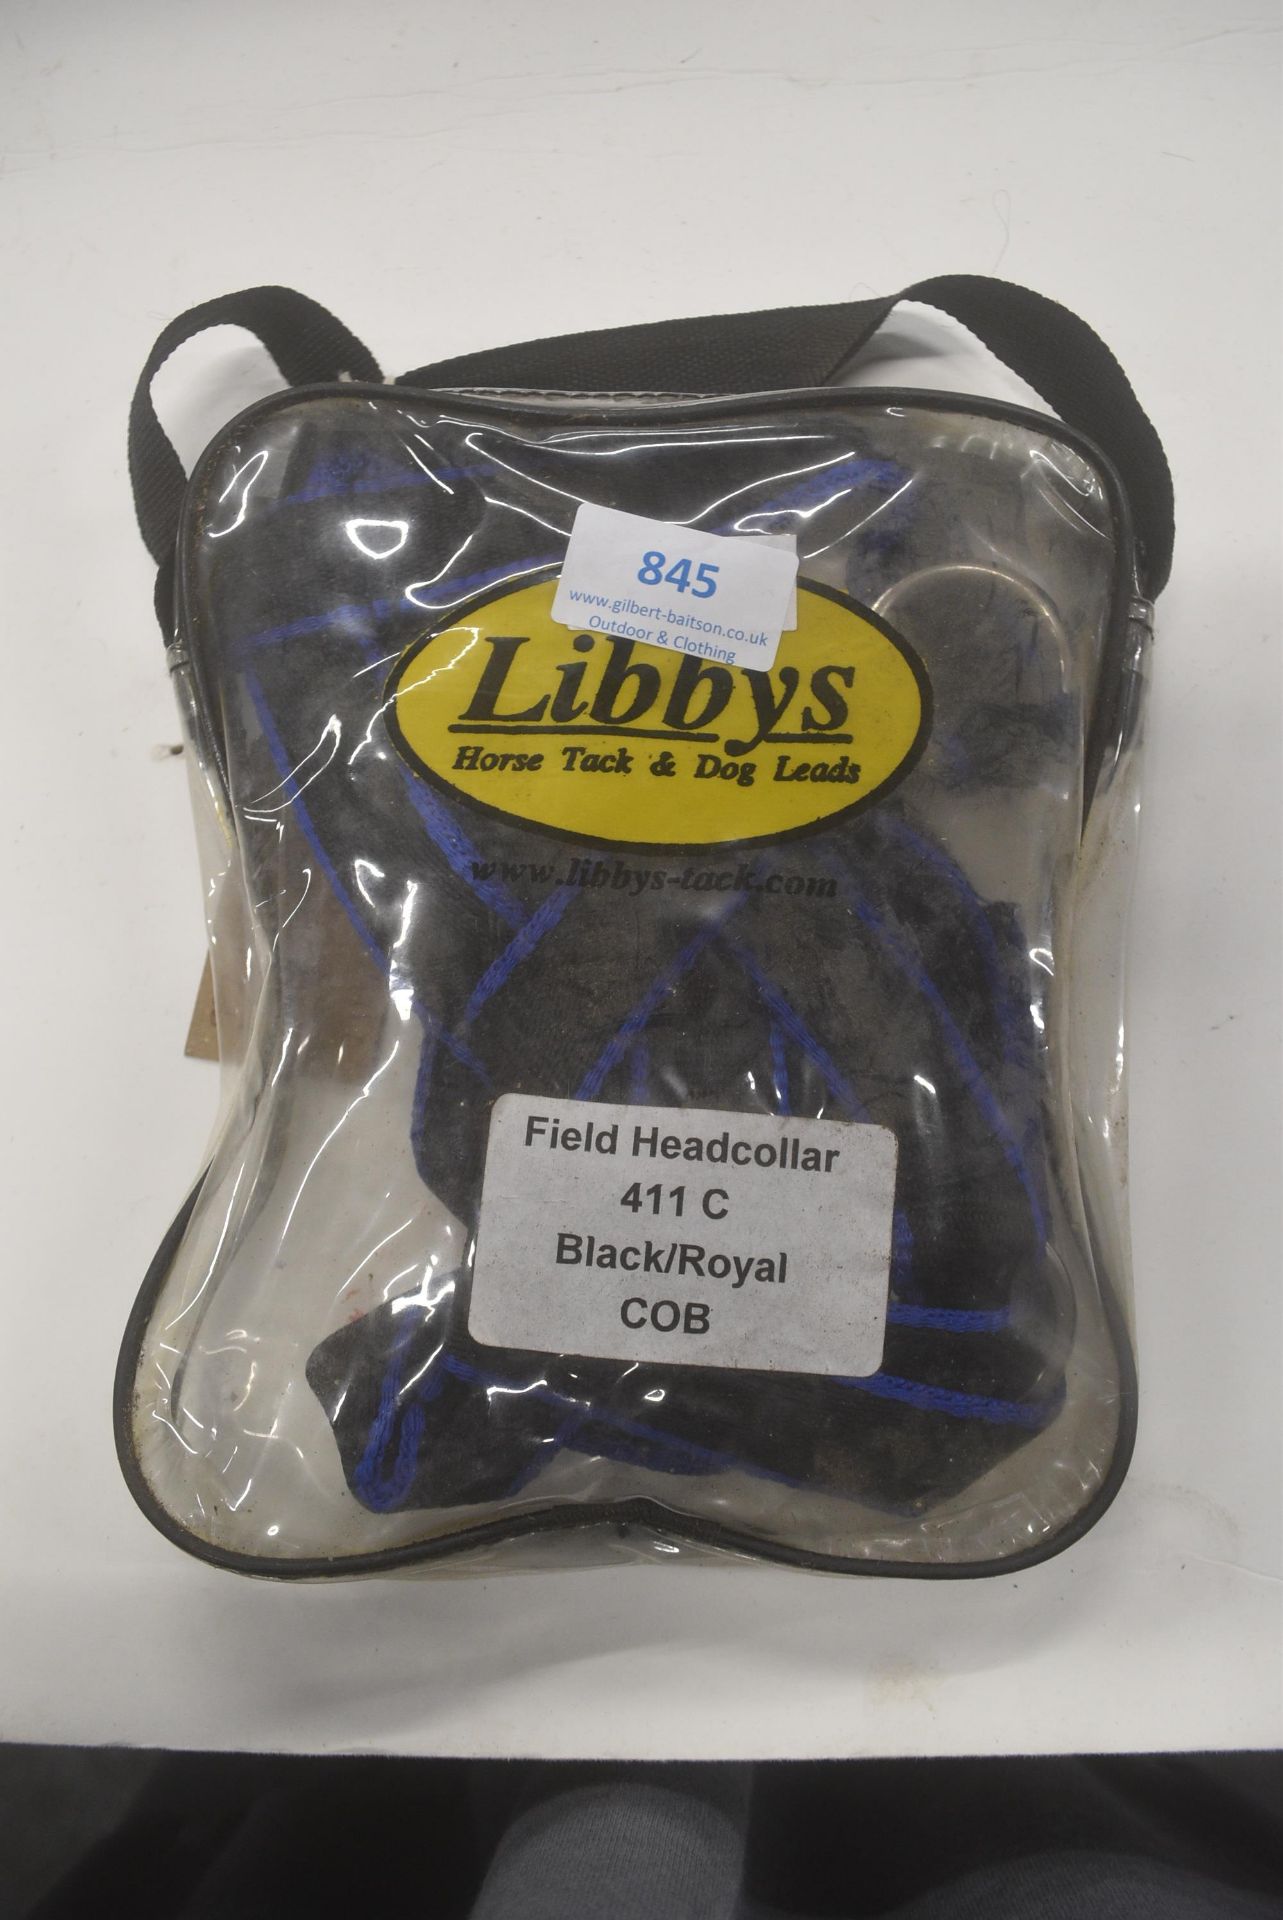 845
www.gilbert-baitson.co.uk
Outdoor & Clothing
Libbys
Horse Tack & Dog Leads
www.libbys-tack.com
Field Headcollar
411 C
Black/Royal
COB